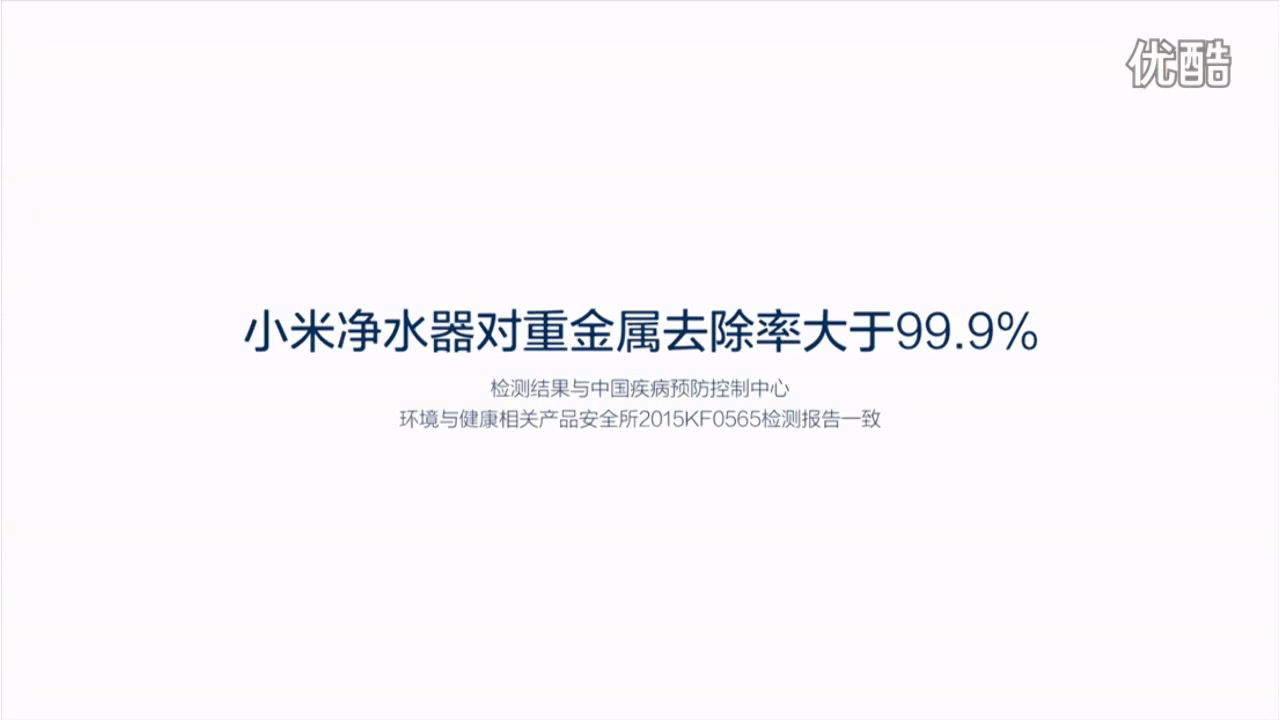 优酷
小米净水器对重金属去除率大于99.9%
检测结果与中国疾病预防控制中心
环境与健康相关产品安全所2015KF0565检测报告一致